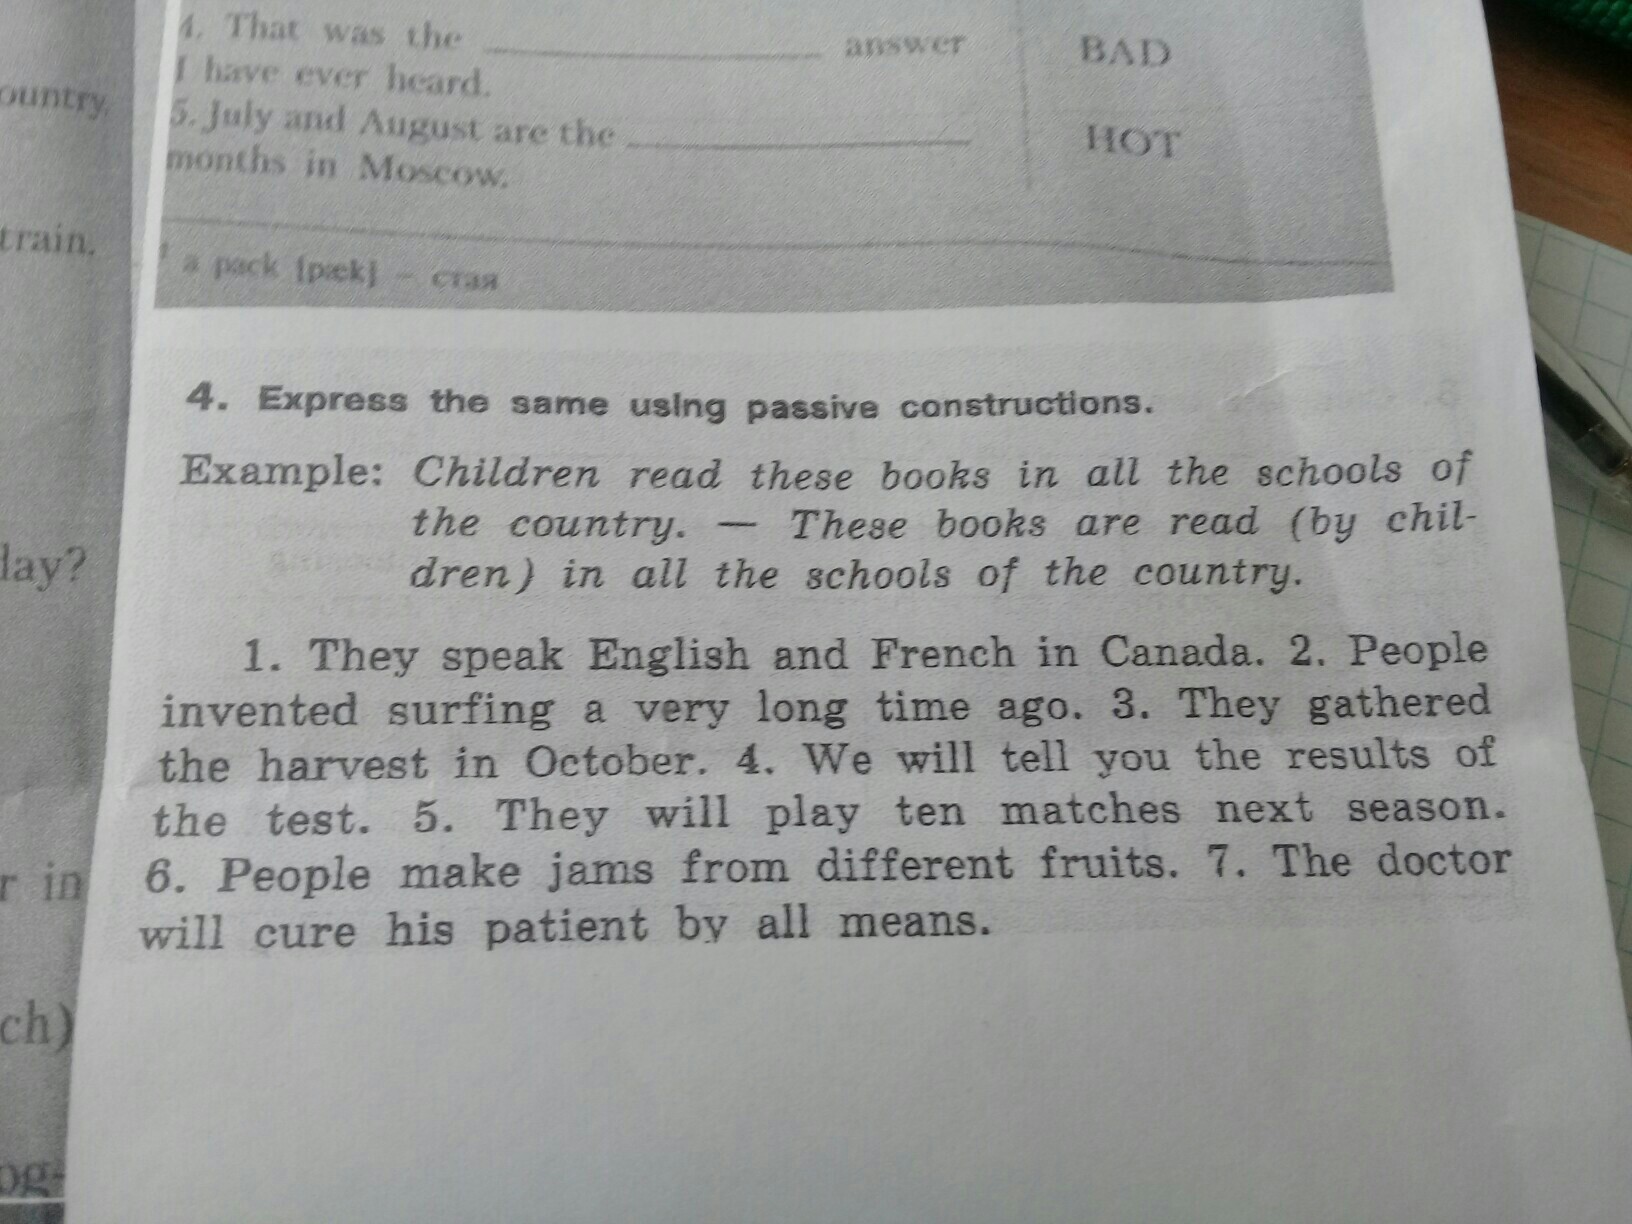 4. That was the answer BAD
I have ever heard.
5. July and August are the HOT
months in Moscow.
a pack [pæk] – стая
ountry.
train.
lay?
r in
ch)
og-
4. Express the same using passive constructions.
Example: Children read these books in all the schools of
the country. — These books are read (by chil-
dren) in all the schools of the country.
1. They speak English and French in Canada. 2. People
invented surfing a very long time ago. 3. They gathered
the harvest in October. 4. We will tell you the results of
the test. 5. They will play ten matches next season.
6. People make jams from different fruits. 7. The doctor
will cure his patient by all means.